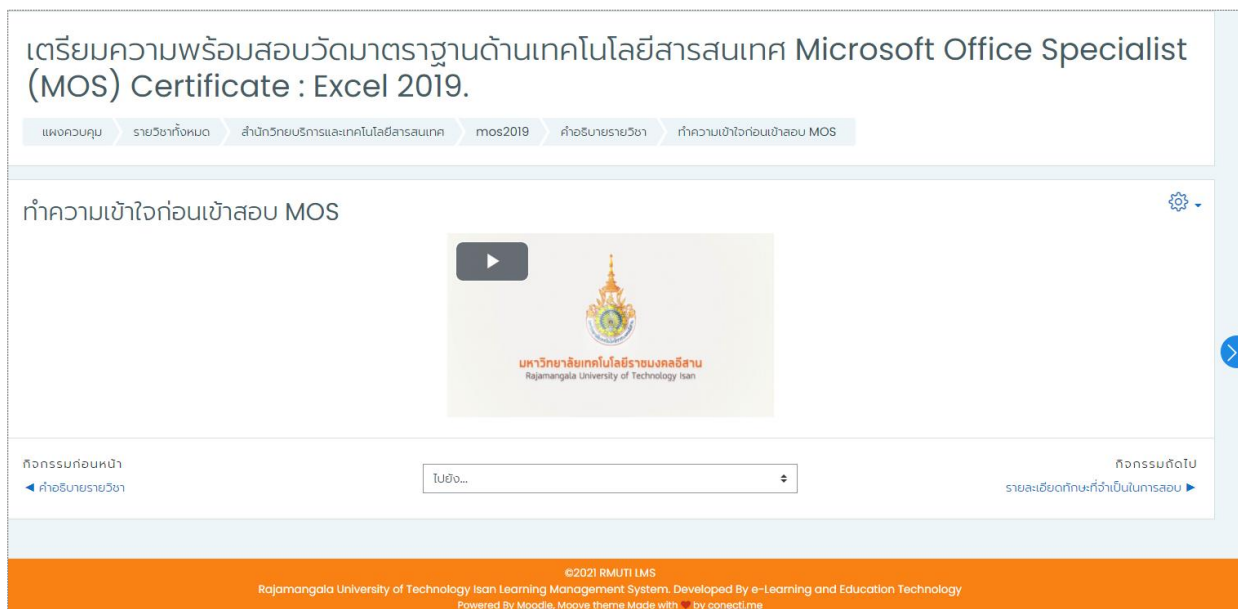 เตรียมความพร้อมสอบวัดมาตราฐานด้านเทคโนโลยีสารสนเทศ Microsoft Office Specialist
(MOS) Certificate : Excel 2019.
แผงควบคุม รายวิชาทั้งหมด สำนักวิทยบริการและเทคโนโลยีสารสนเทศ mos2019 คำอธิบายรายวิชา ทำความเข้าใจก่อนเข้าสอบ MOS
ทำความเข้าใจก่อนเข้าสอบ MOS
มหาวิทยาลัยเทคโนโลยีราชมงคลอีสาน
Rajamangala University of Technology Isan
กิจกรรมก่อนหน้า
◄ คำอธิบายรายวิชา
ไปยัง...
กิจกรรมถัดไป
รายละเอียดทักษะที่จำเป็นในการสอบ ►
©2021 RMUTI LMS
Rajamangala University of Technology Isan Learning Management System. Developed By e-Learning and Education Technology
Powered By Moodle, Moove theme Made with ❤ by conecti.me